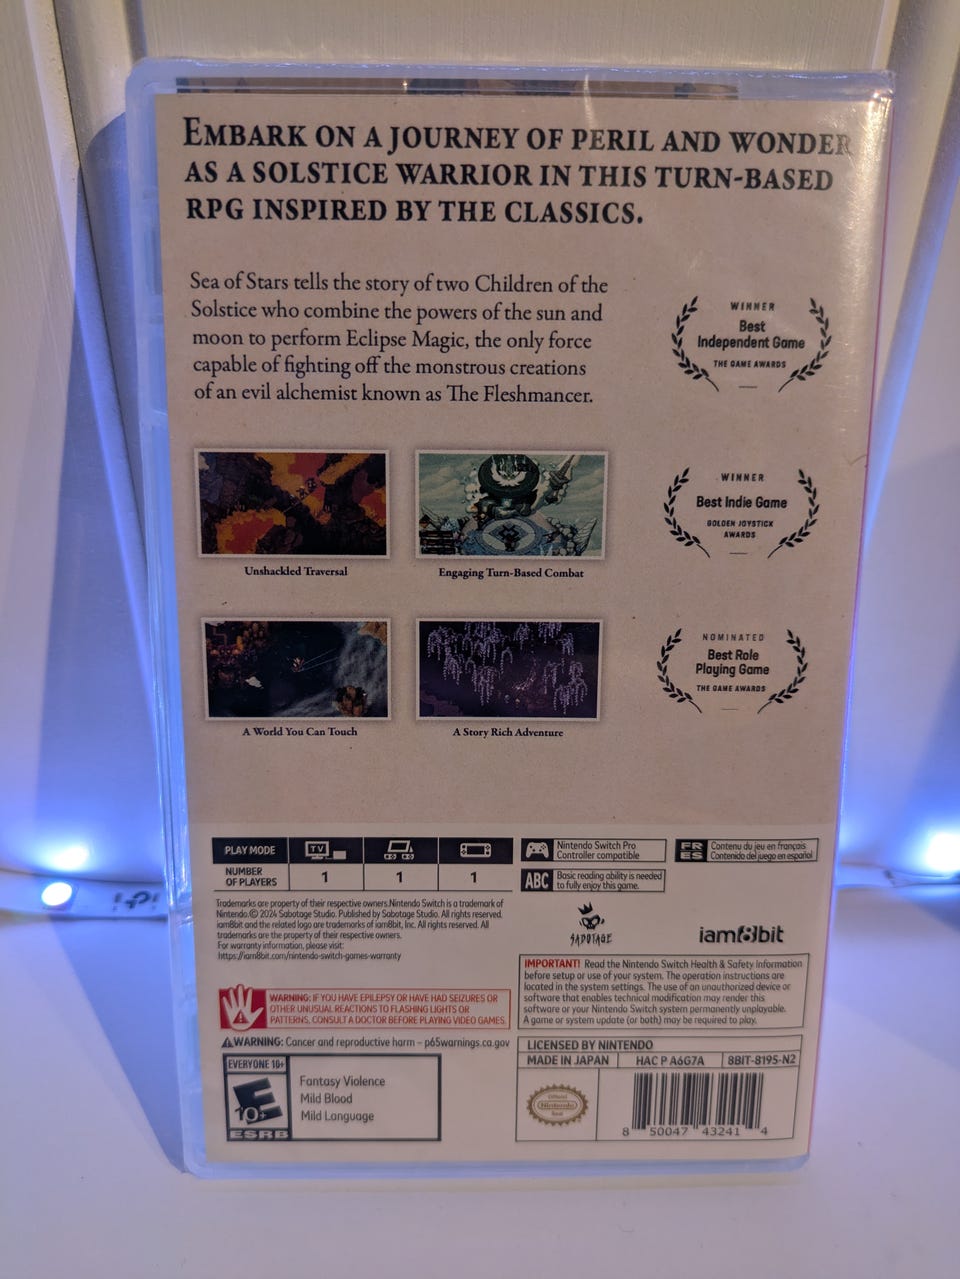 EMBARK ON A JOURNEY OF PERIL AND WONDER
AS A SOLSTICE WARRIOR IN THIS TURN-BASED
RPG INSPIRED BY THE CLASSICS.
Sea of Stars tells the story of two Children of the
Solstice who combine the powers of the sun and
moon to perform Eclipse Magic, the only force
capable of fighting off the monstrous creations
of an evil alchemist known as The Fleshmancer.
WINNER
Best
Independent Game
THE GAME AWARDS
WINNER
Best Indie Game
GOLDEN JOYSTICK
AWARDS
NOMINATED
Best Role
Playing Game
THE GAME AWARDS
Unshackled Traversal
Engaging Turn-Based Combat
A World You Can Touch
A Story Rich Adventure
PLAY MODE
TV
NUMBER
OF PLAYERS
1
1
1
Nintendo Switch Pro
Controller compatible
FR
ES
Contenu du jeu en français
Contenido del juego en español
ABC
Basic reading ability is needed
to fully enjoy this game.
Trademarks are property of their respective owners.Nintendo Switch is a trademark of
Nintendo.© 2024 Sabotage Studio. Published by Sabotage Studio. All rights reserved.
iam8bit and the related logo are trademarks of iam8bit, Inc. All rights reserved. All
trademarks are the property of their respective owners.
For warranty information, please visit:
https://iam8bit.com/nintendo-switch-games-warranty
SABOTAGE
iam8bit
WARNING: IF YOU HAVE EPILEPSY OR HAVE HAD SEIZURES OR
OTHER UNUSUAL REACTIONS TO FLASHING LIGHTS OR
PATTERNS, CONSULT A DOCTOR BEFORE PLAYING VIDEO GAMES.
IMPORTANT! Read the Nintendo Switch Health & Safety Information
before setup or use of your system. The operation instructions are
located in the system settings. The use of an unauthorized device or
software that enables technical modification may render this
software or your Nintendo Switch system permanently unplayable.
A game or system update (or both) may be required to play.
WARNING: Cancer and reproductive harm – p65warnings.ca.gov
EVERYONE 10+
E
10+
ESRB
Fantasy Violence
Mild Blood
Mild Language
LICENSED BY NINTENDO
MADE IN JAPAN
HAC P A6G7A
8BIT-8195-N2
Official
Nintendo
Seal
8 50047 43241 4